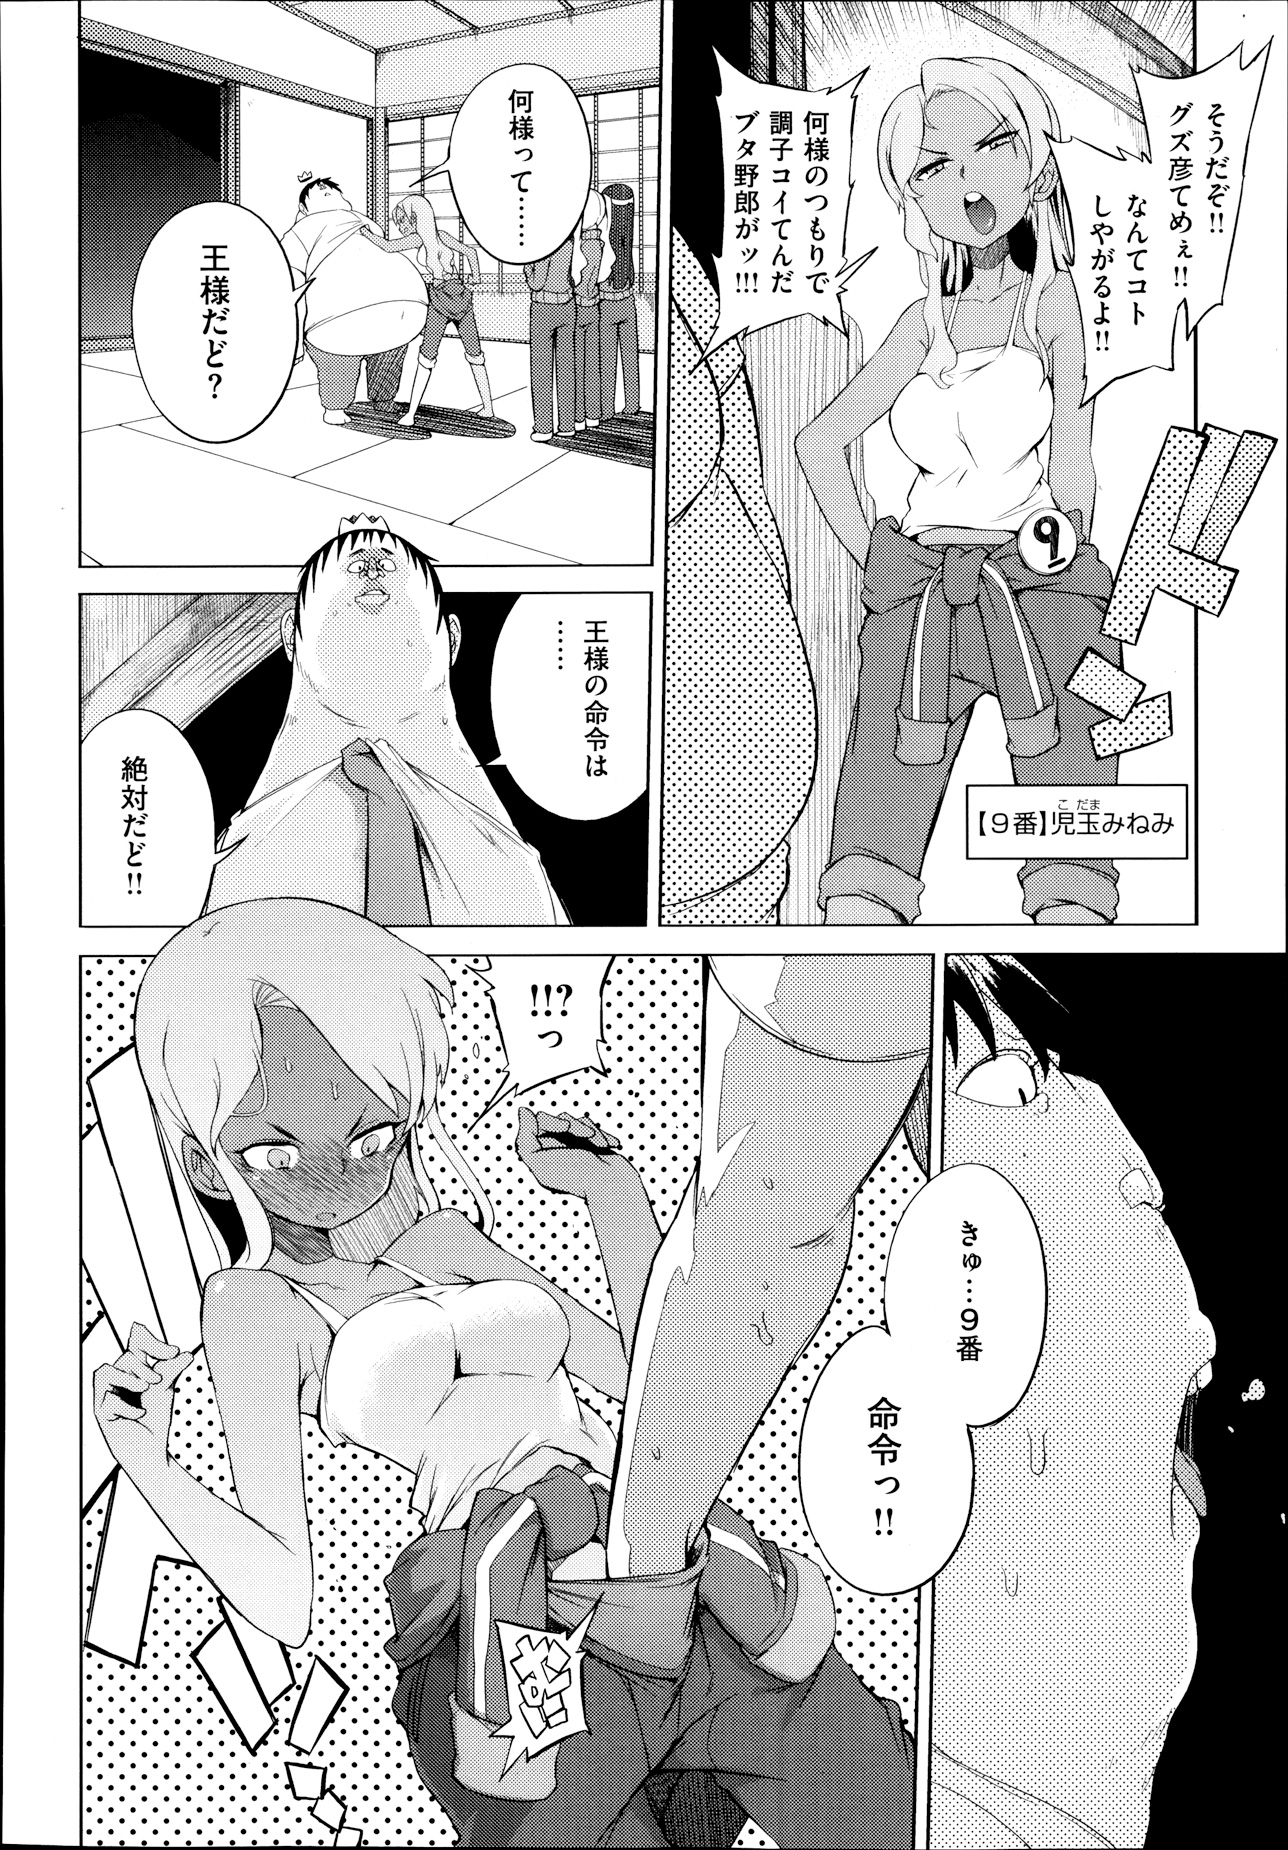 そうだぞ!!
グズ彦てめぇ!!
なんてコト
しやがるよ!!
何様のつもりで
調子コイてんだ
ブタ野郎がッ!!!
9
【9番】児玉みねみ
こだま
何様って……
王様だど?
王様の命令は
……
絶対だど!!
きゅ…9番
命令っ!!
!!?
っ